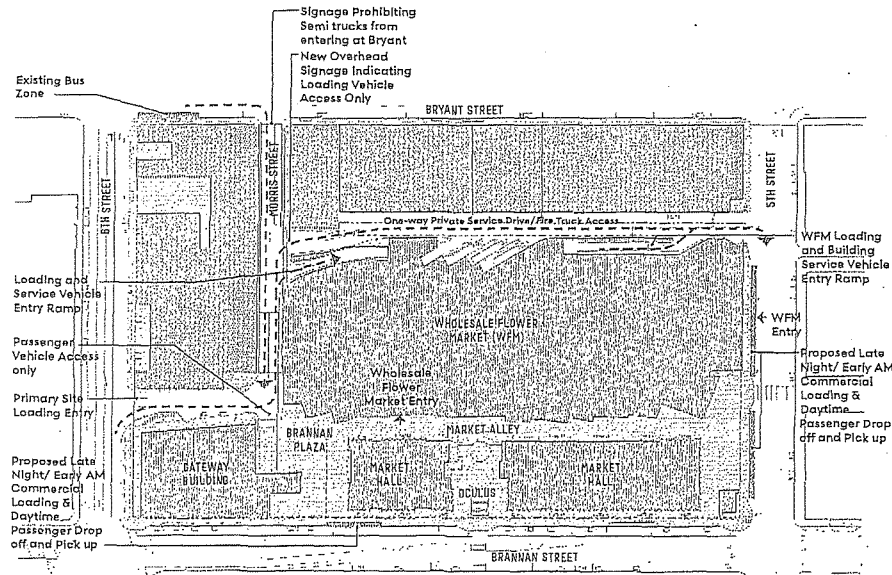 Signage Prohibiting
Semi trucks from
entering at Bryant
New Overhead
Signage Indicating
Loading Vehicle
Access Only
Existing Bus
Zone
BRYANT STREET
6TH STREET
MORRIS STREET
5TH STREET
One-way Private Service Drive/Fire Truck Access
WFM Loading
and Building
Service Vehicle
Entry Ramp
Loading and
Service Vehicle
Entry Ramp
WHOLESALE FLOWER
MARKET (WFM)
WFM
Entry
Passenger
Vehicle Access
only
Wholesale
Flower
Market Entry
Proposed Late
Night/ Early AM
Commercial
Loading &
Daytime
Passenger Drop
off and Pick up
Primary Site
Loading Entry
BRANNAN
PLAZA
MARKET ALLEY
GATEWAY
BUILDING
MARKET
HALL
OCULUS
MARKET
HALL
Proposed Late
Night/ Early AM
Commercial
Loading &
Daytime
Passenger Drop
off and Pick up
BRANNAN STREET